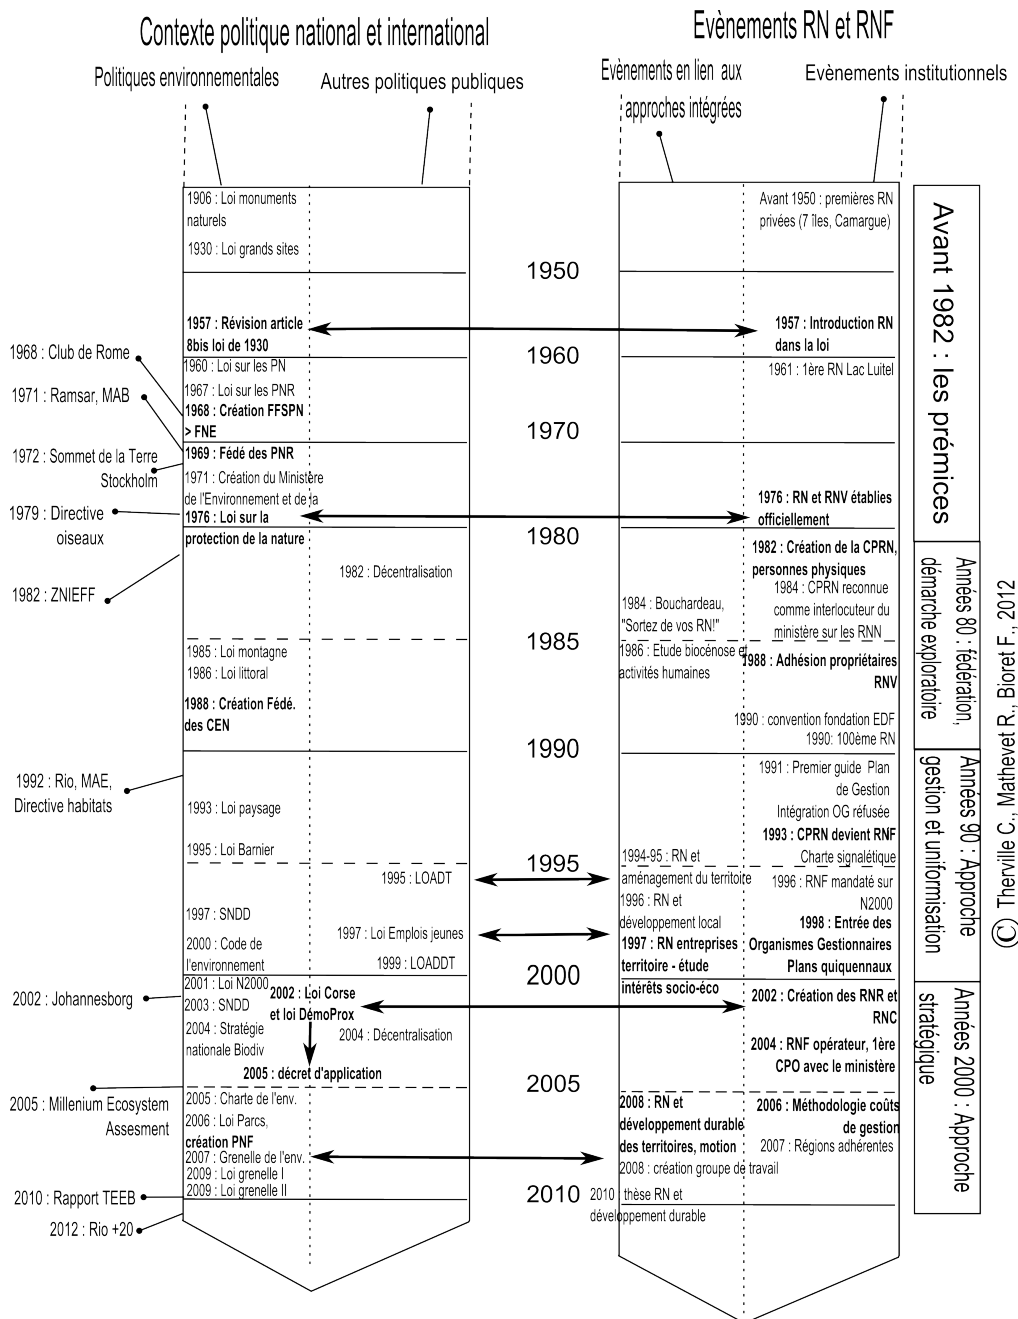 Contexte politique national et international
Evènements RN et RNF
Politiques environnementales
Autres politiques publiques
Evènements en lien aux
approches intégrées
Evènements institutionnels
1906 : Loi monuments
naturels
1930 : Loi grands sites
1957 : Révision article
8bis loi de 1930
1960 : Loi sur les PN
1967 : Loi sur les PNR
1968 : Création FFSPN
> FNE
1969 : Fédé des PNR
1971 : Création du Ministère
de l'Environnement et de la
1976 : Loi sur la
protection de la nature
1985 : Loi montagne
1986 : Loi littoral
1988 : Création Fédé.
des CEN
1993 : Loi paysage
1995 : Loi Barnier
1997 : SNDD
2000 : Code de
l'environnement
2001 : Loi N2000
2003 : SNDD
2004 : Stratégie
nationale Biodiv
2005 : Charte de l'env.
2006 : Loi Parcs,
création PNF
2007 : Grenelle de l'env.
2009 : Loi grenelle I
2009 : Loi grenelle II
1968 : Club de Rome
1971 : Ramsar, MAB
1972 : Sommet de la Terre
Stockholm
1979 : Directive
oiseaux
1982 : ZNIEFF
1992 : Rio, MAE,
Directive habitats
2002 : Johannesborg
2005 : Millenium Ecosystem
Assesment
2010 : Rapport TEEB
2012 : Rio +20
1982 : Décentralisation
1995 : LOADT
1997 : Loi Emplois jeunes
1999 : LOADDT
2002 : Loi Corse
et loi DémoProx
2004 : Décentralisation
2005 : décret d'application
1950
1960
1970
1980
1985
1990
1995
2000
2005
2010
1984 : Bouchardeau,
"Sortez de vos RN!"
1986 : Etude biocénose et
activités humaines
1994-95 : RN et
aménagement du territoire
1996 : RN et
développement local
1997 : RN entreprises
territoire - étude
intérêts socio-éco
2008 : RN et
développement durable
des territoires, motion
2008 : création groupe de travail
2010 : thèse RN et
développement durable
Avant 1950 : premières RN
privées (7 îles, Camargue)
1957 : Introduction RN
dans la loi
1961 : 1ère RN Lac Luitel
1976 : RN et RNV établies
officiellement
1982 : Création de la CPRN,
personnes physiques
1984 : CPRN reconnue
comme interlocuteur du
ministère sur les RNN
1988 : Adhésion propriétaires
RNV
1990 : convention fondation EDF
1990: 100ème RN
1991 : Premier guide Plan
de Gestion
Intégration OG réfusée
1993 : CPRN devient RNF
Charte signalétique
1996 : RNF mandaté sur
N2000
1998 : Entrée des
Organismes Gestionnaires
Plans quiquennaux
2002 : Création des RNR et
RNC
2004 : RNF opérateur, 1ère
CPO avec le ministère
2006 : Méthodologie coûts
de gestion
2007 : Régions adhérentes
Avant 1982 : les prémices
Années 80 : fédération,
démarche exploratoire
Années 90 : Approche
gestion et uniformisation
Années 2000 : Approche
stratégique
© Therville C., Mathevet R., Bioret F., 2012